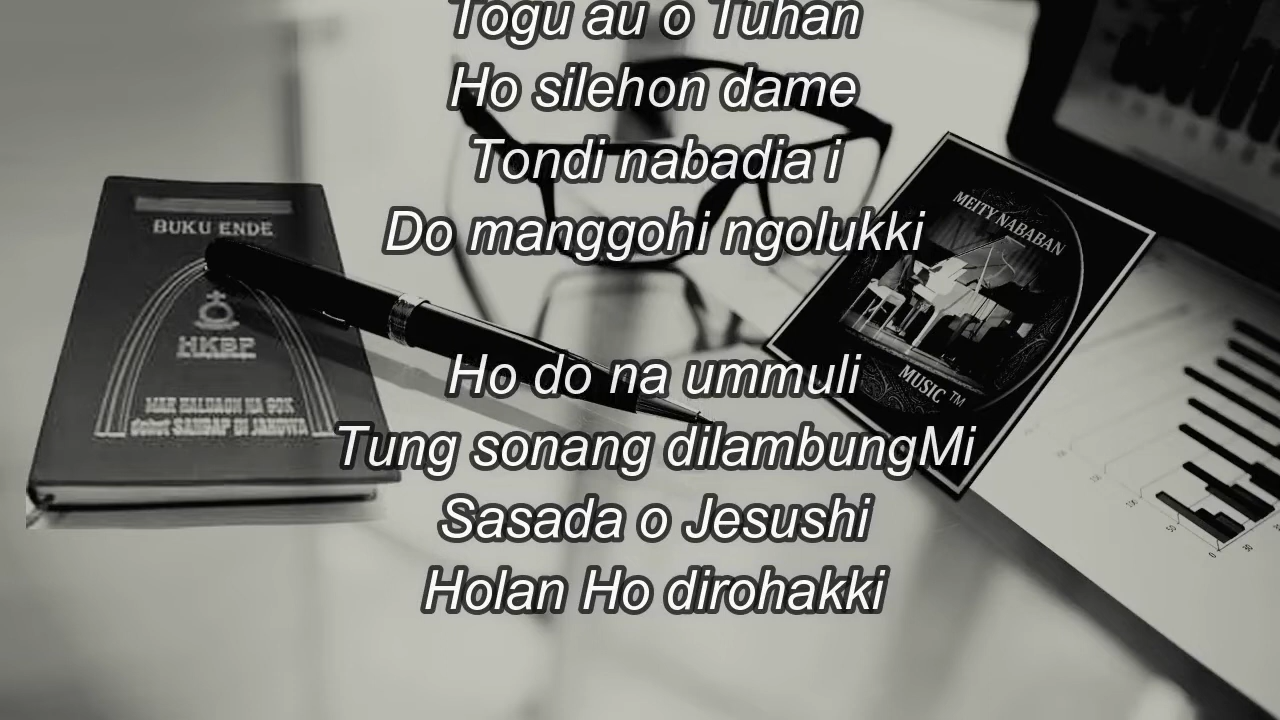 Togu au o Tuhan
Ho silehon dame
Tondi nabadia i
Do manggohi ngolukki
Ho do na ummuli
Tung sonang dilambungMi
Sasada o Jesushi
Holan Ho dirohakki
BUKU ENDE
HKBP
MEITY NABABAN
MUSIC TM